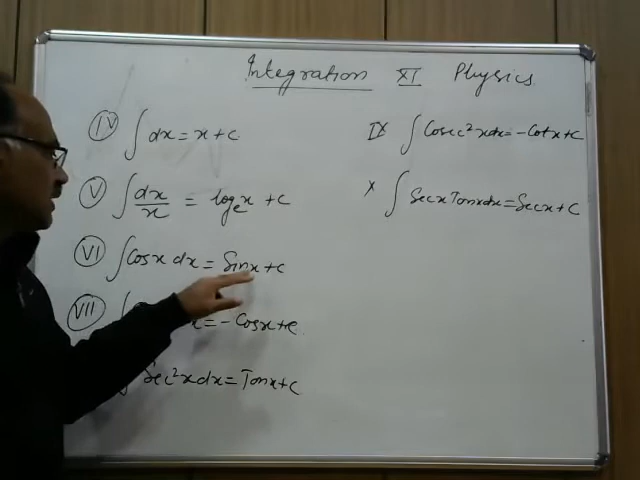 Integration XI Physics
IV ∫dx = x + c
V ∫dx/x = logₑx + c
VI ∫Cosx dx = Sinx + c
VII ∫ x = -Cosx + c
∫Sec²xdx = Tanx + c
IX ∫Cosec²xdx = -Cotx + c
X ∫SecxTanxdx = Secx + c